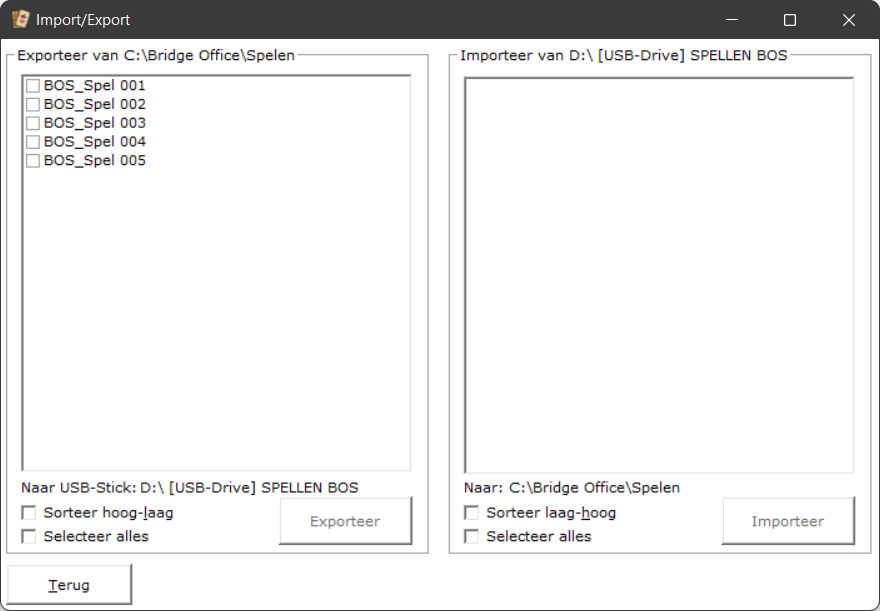 Import/Export
Exporteer van C:\Bridge Office\Spelen
BOS_Spel 001
BOS_Spel 002
BOS_Spel 003
BOS_Spel 004
BOS_Spel 005
Naar USB-Stick: D:\ [USB-Drive] SPELLEN BOS
Sorteer hoog-laag
Selecteer alles
Exporteer
Importeer van D:\ [USB-Drive] SPELLEN BOS
Naar: C:\Bridge Office\Spelen
Sorteer laag-hoog
Selecteer alles
Importeer
Terug